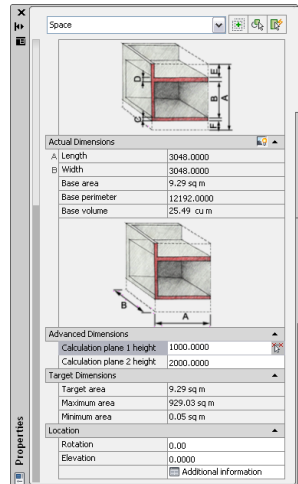 Space
D
E
B
A
C
F
Actual Dimensions
A Length 3048.0000
B Width 3048.0000
Base area 9.29 sq m
Base perimeter 12192.0000
Base volume 25.49 cu m
B
A
Advanced Dimensions
Calculation plane 1 height 1000.0000
Calculation plane 2 height 2000.0000
Target Dimensions
Target area 9.29 sq m
Maximum area 929.03 sq m
Minimum area 0.05 sq m
Location
Rotation 0.00
Elevation 0.0000
Additional information
Properties